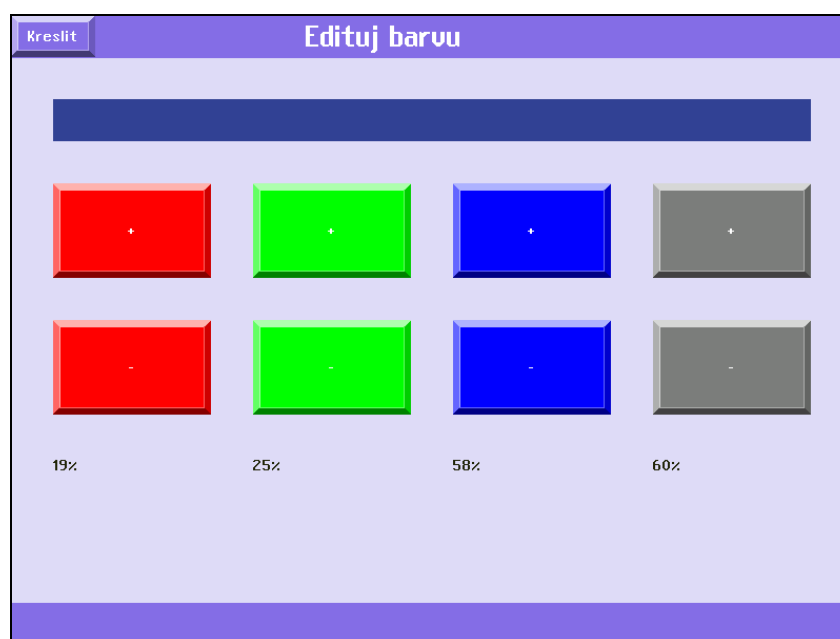 Kreslit
Edituj barvu
+ + + +
- - - -
19% 25% 58% 60%